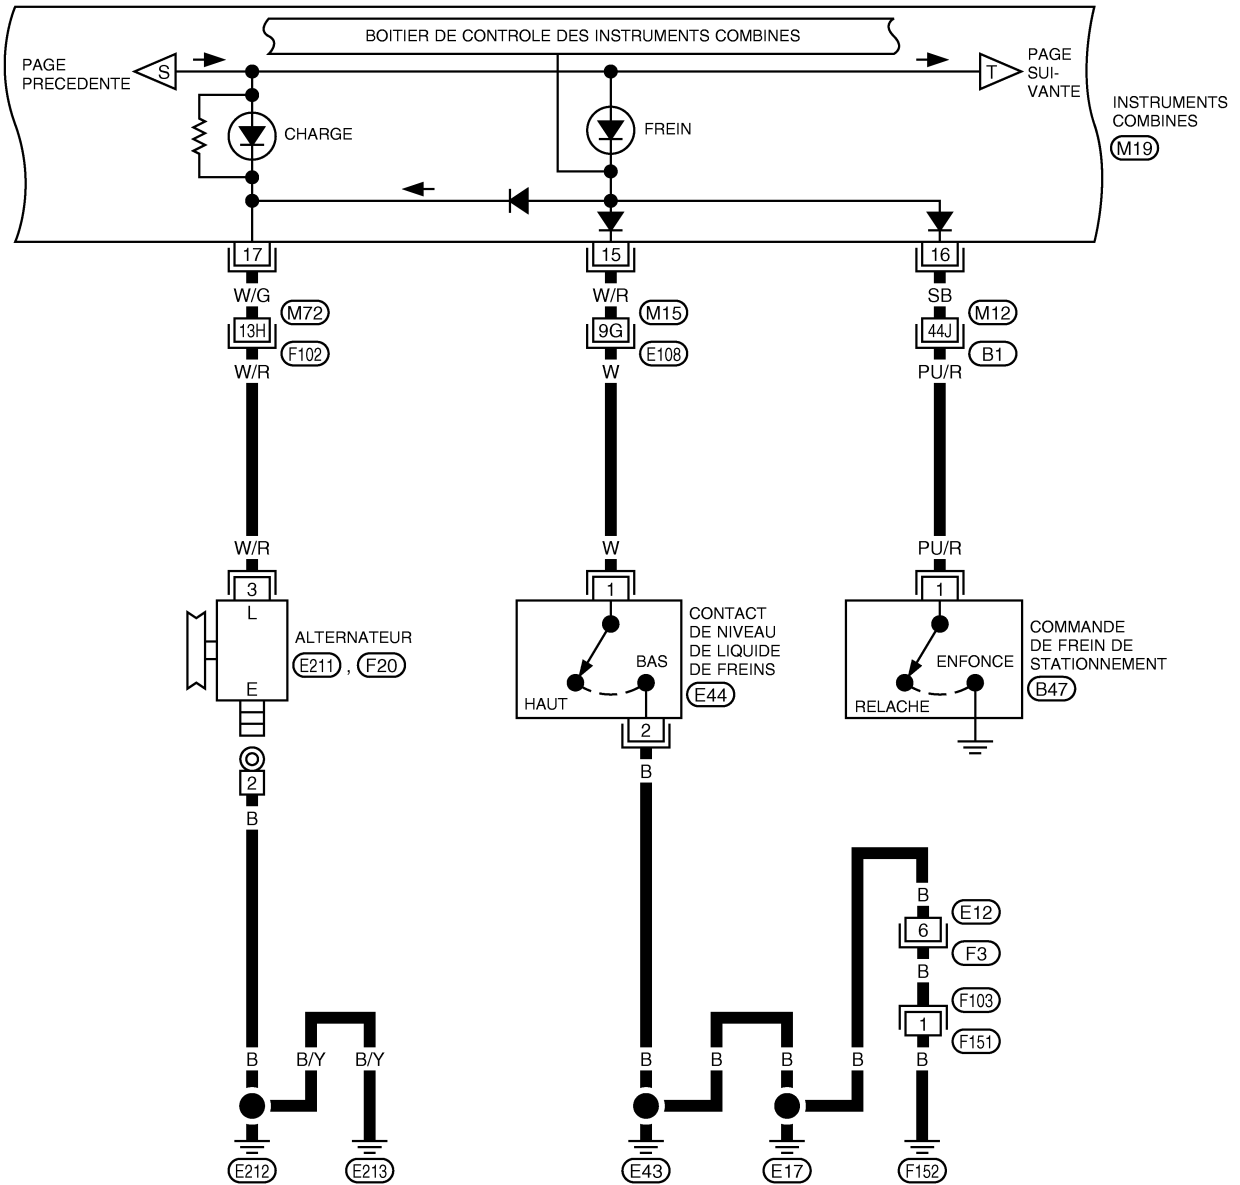 BOITIER DE CONTROLE DES INSTRUMENTS COMBINES
PAGE
PRECEDENTE
S
T
PAGE
SUI-
VANTE
INSTRUMENTS
COMBINES
M19
CHARGE
FREIN
17
15
16
W/G
W/R
SB
M72
M15
M12
13H
9G
44J
F102
E108
B1
W/R
W
PU/R
W/R
W
PU/R
3
1
1
L
ALTERNATEUR
E211 , F20
E
CONTACT
DE NIVEAU
DE LIQUIDE
DE FREINS
E44
BAS
HAUT
COMMANDE
DE FREIN DE
STATIONNEMENT
B47
ENFONCE
RELACHE
2
2
B
B
B
E12
6
F3
B
F103
1
F151
B
B/Y
B/Y
B
B
B
B
B
E212
E213
E43
E17
F152